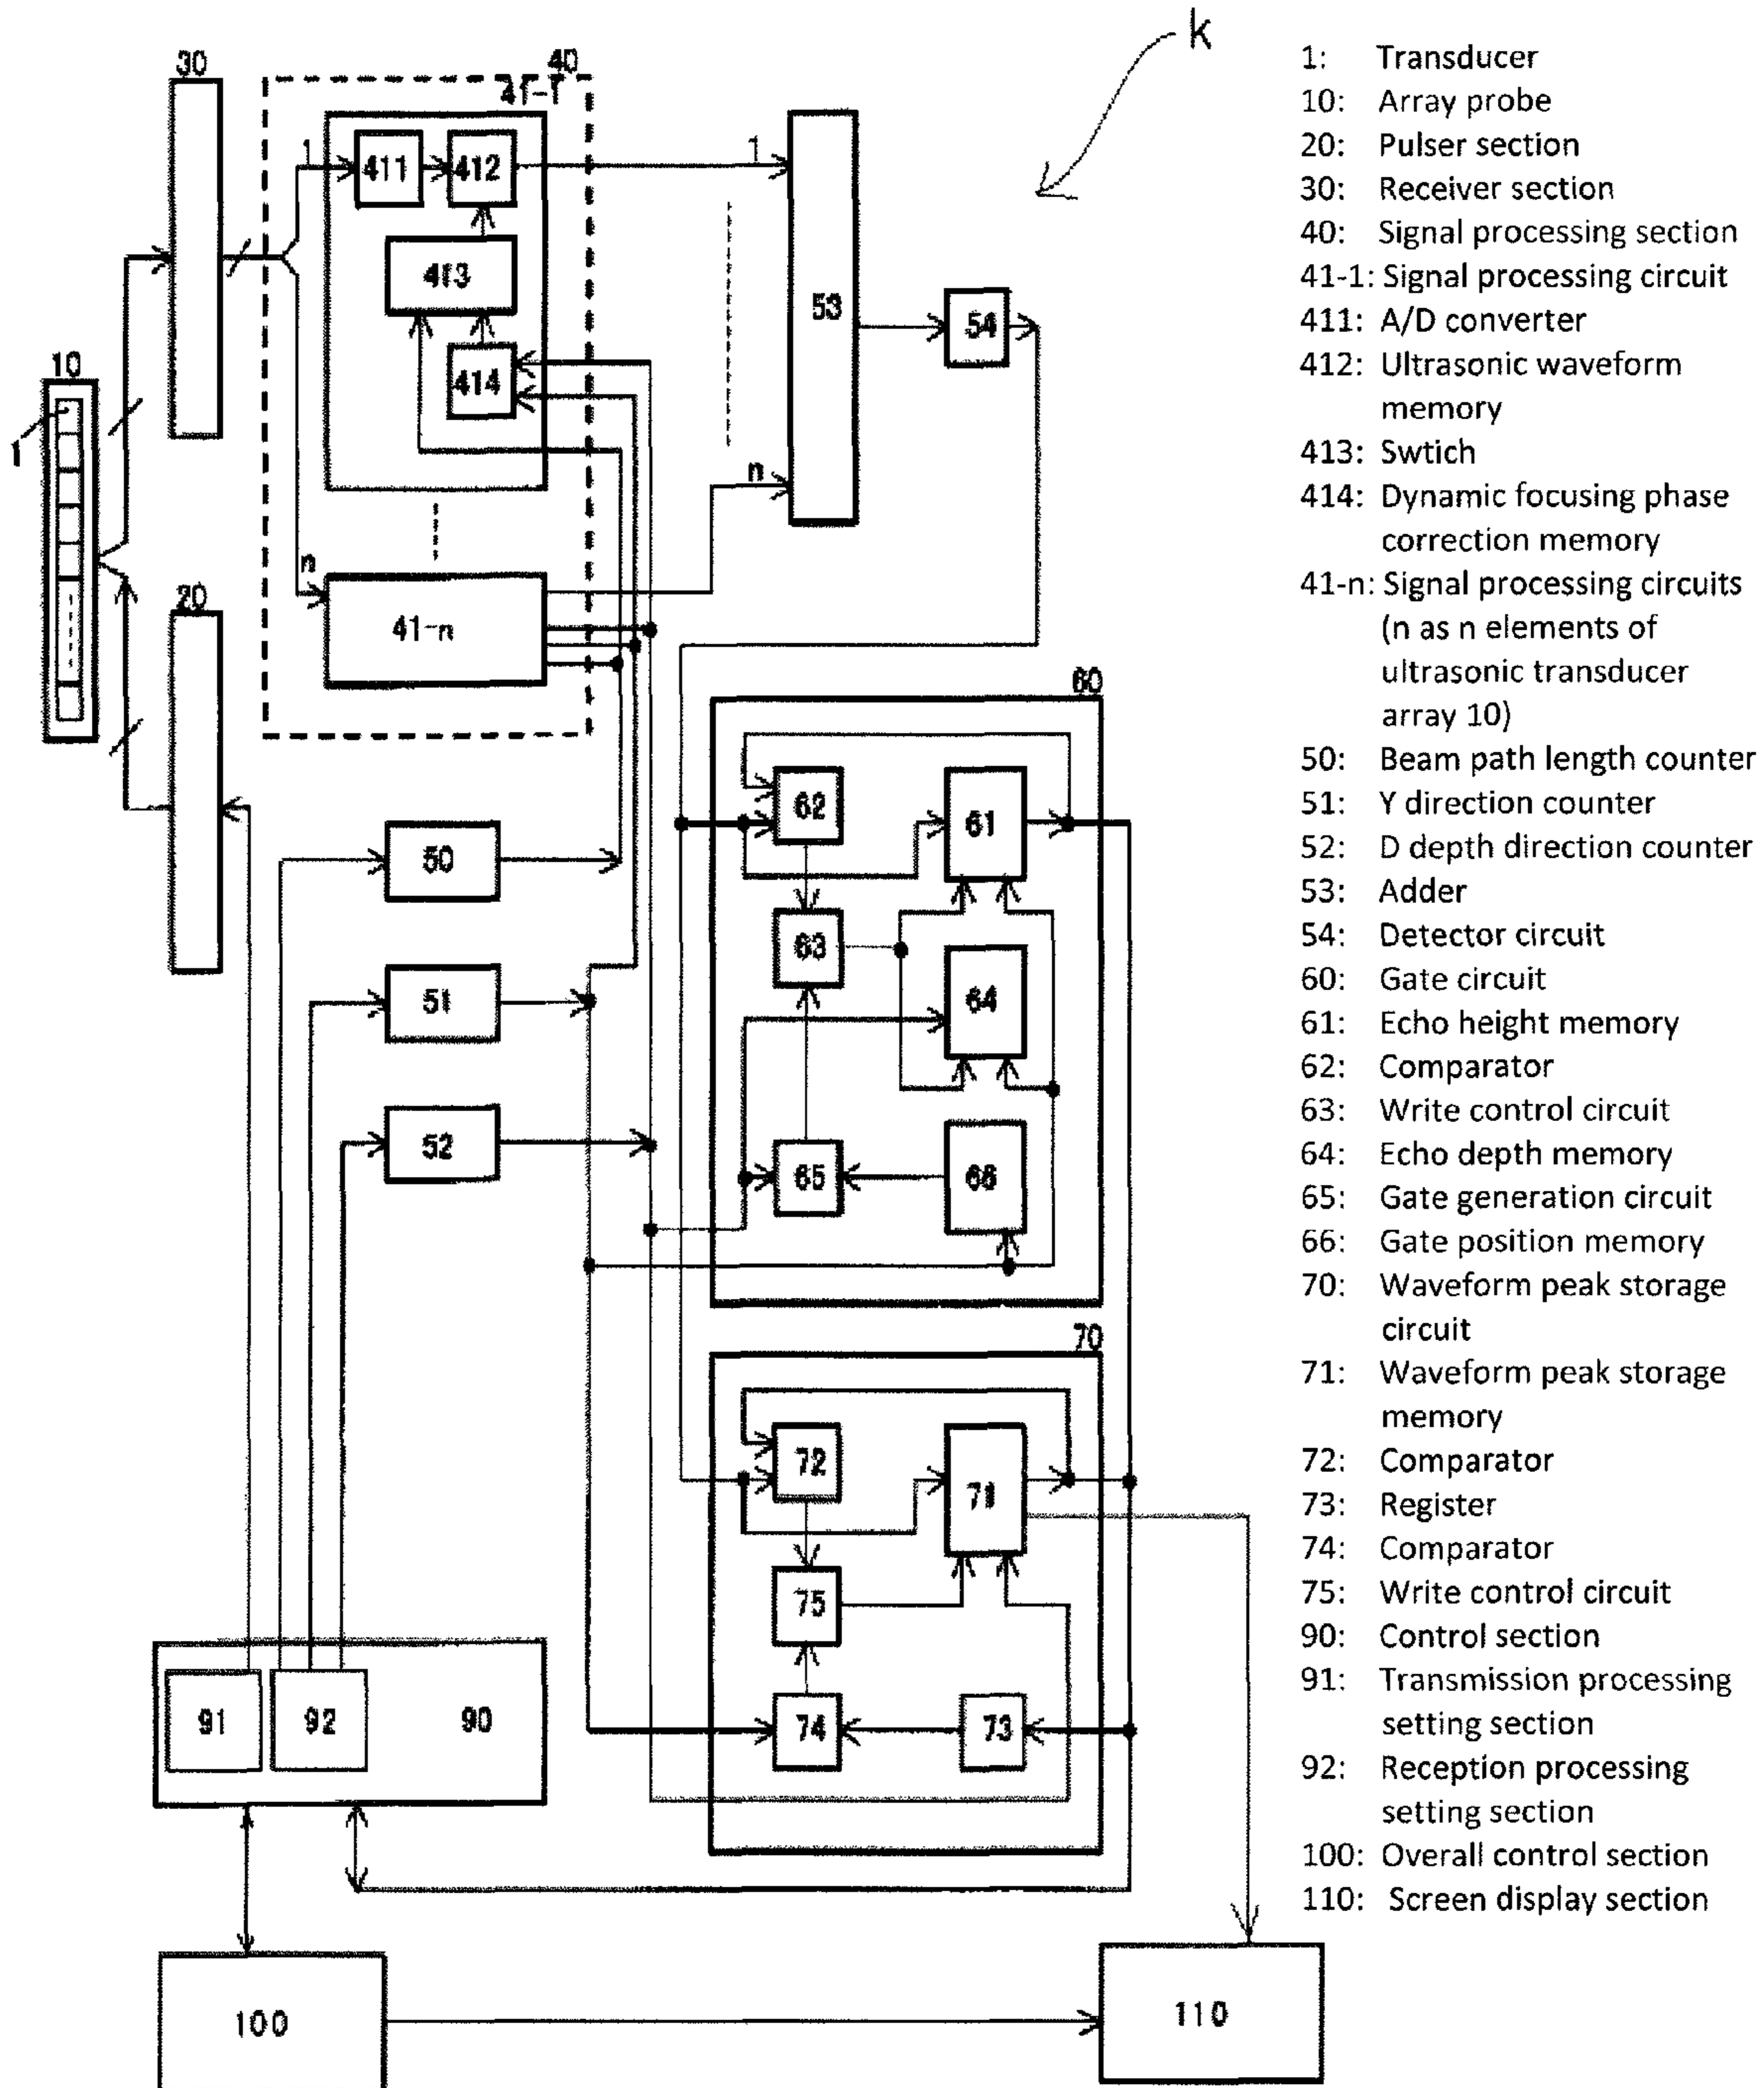 k
30
40
41-1
1
411
412
1
413
53
54
414
10
1
n
n
20
41-n
60
62
61
50
63
51
64
52
65
66
70
72
71
75
91
92
90
74
73
100
110
1: Transducer
10: Array probe
20: Pulser section
30: Receiver section
40: Signal processing section
41-1: Signal processing circuit
411: A/D converter
412: Ultrasonic waveform
memory
413: Swtich
414: Dynamic focusing phase
correction memory
41-n: Signal processing circuits
(n as n elements of
ultrasonic transducer
array 10)
50: Beam path length counter
51: Y direction counter
52: D depth direction counter
53: Adder
54: Detector circuit
60: Gate circuit
61: Echo height memory
62: Comparator
63: Write control circuit
64: Echo depth memory
65: Gate generation circuit
66: Gate position memory
70: Waveform peak storage
circuit
71: Waveform peak storage
memory
72: Comparator
73: Register
74: Comparator
75: Write control circuit
90: Control section
91: Transmission processing
setting section
92: Reception processing
setting section
100: Overall control section
110: Screen display section